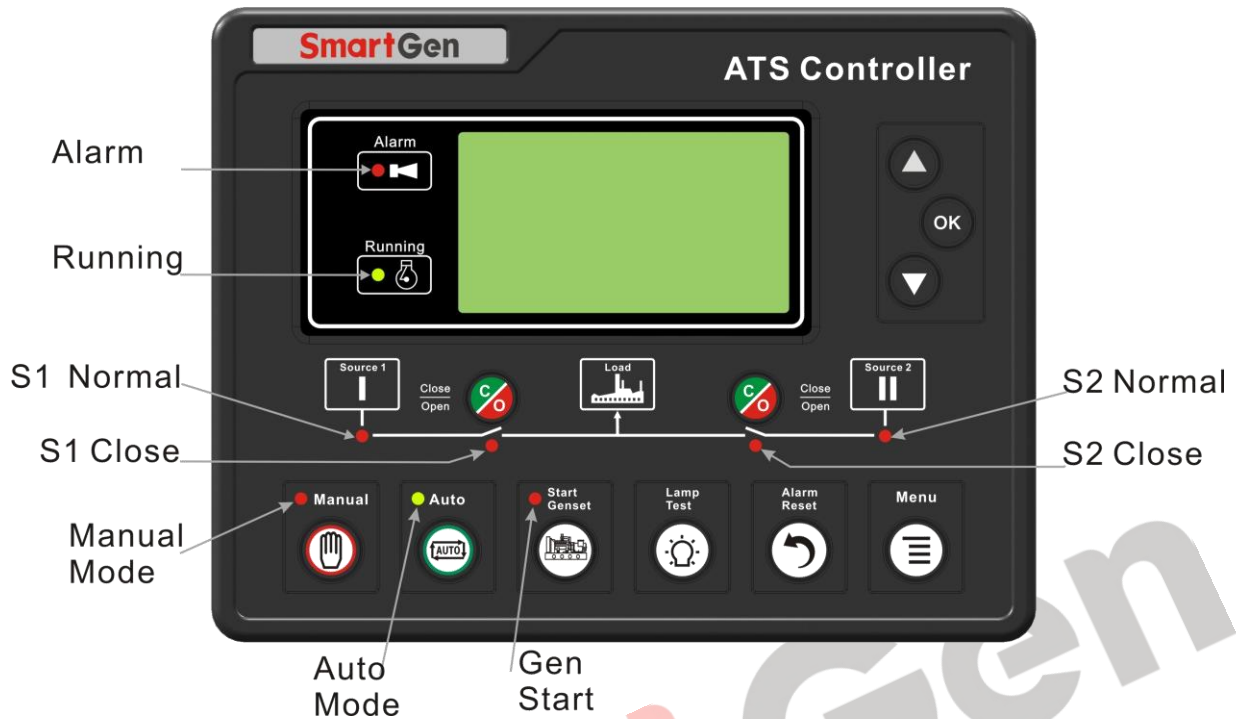 SmartGen
ATS Controller
Alarm
Alarm
Running
Running
OK
S1 Normal
Source 1
I
Close
Open
C/O
Load
C/O
Close
Open
Source 2
II
S2 Normal
S1 Close
S2 Close
Manual
Auto
Start
Genset
Lamp
Test
Alarm
Reset
Menu
AUTO
Manual
Mode
Auto
Mode
Gen
Start
Gen